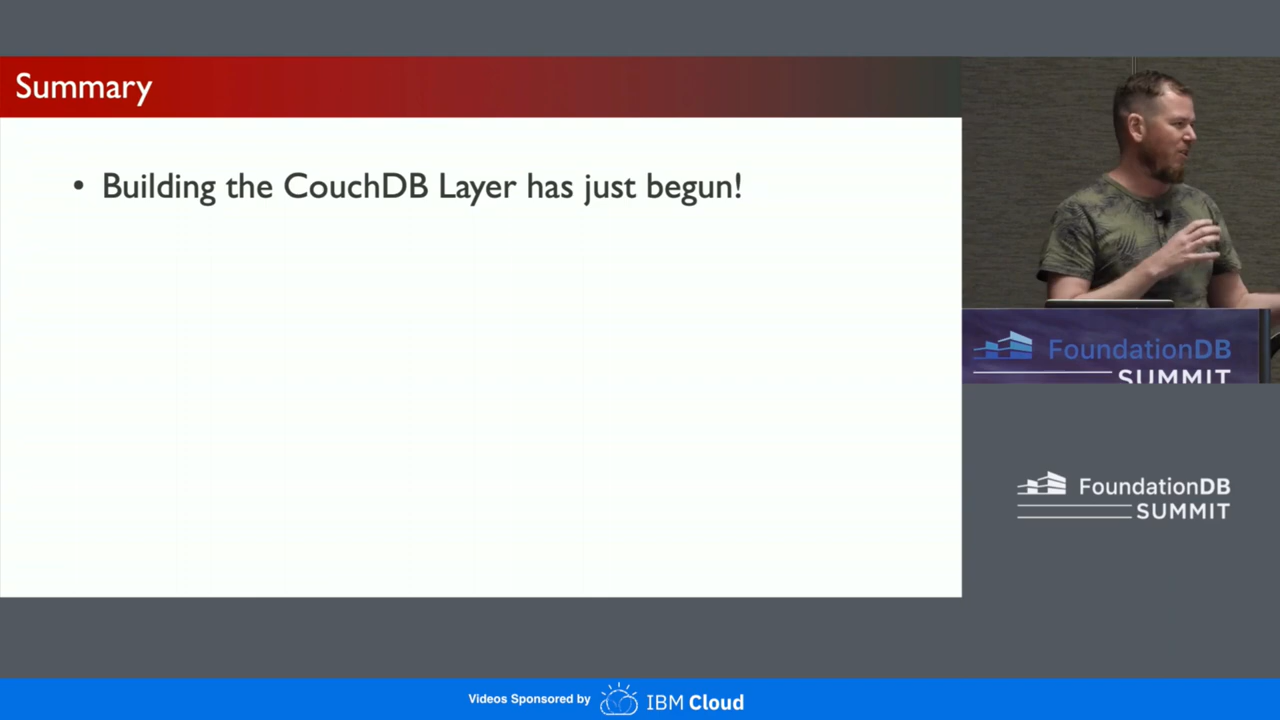 Summary
• Building the CouchDB Layer has just begun!
FoundationDB
SUMMIT
FoundationDB
SUMMIT
Videos Sponsored by IBM Cloud